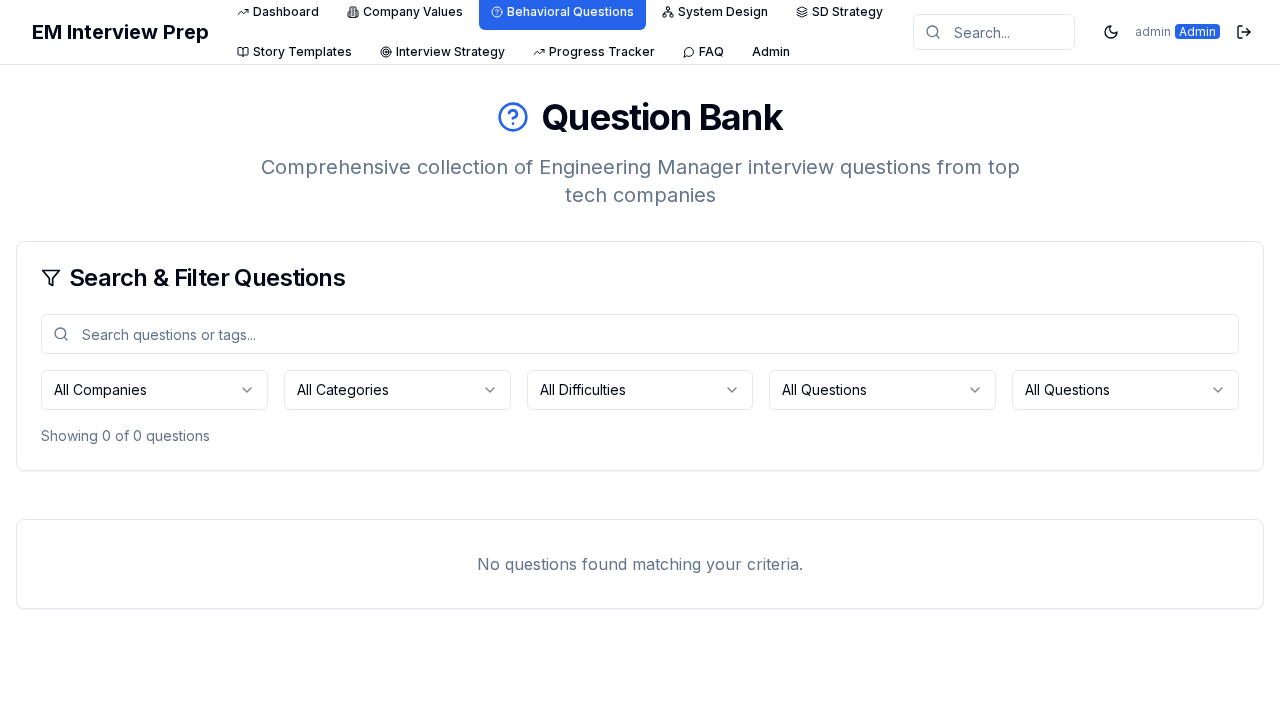 EM Interview Prep
Dashboard Company Values Behavioral Questions System Design SD Strategy
Story Templates Interview Strategy Progress Tracker FAQ Admin
Search... admin Admin
Question Bank
Comprehensive collection of Engineering Manager interview questions from top
tech companies
Search & Filter Questions
Search questions or tags...
All Companies All Categories All Difficulties All Questions All Questions
Showing 0 of 0 questions
No questions found matching your criteria.